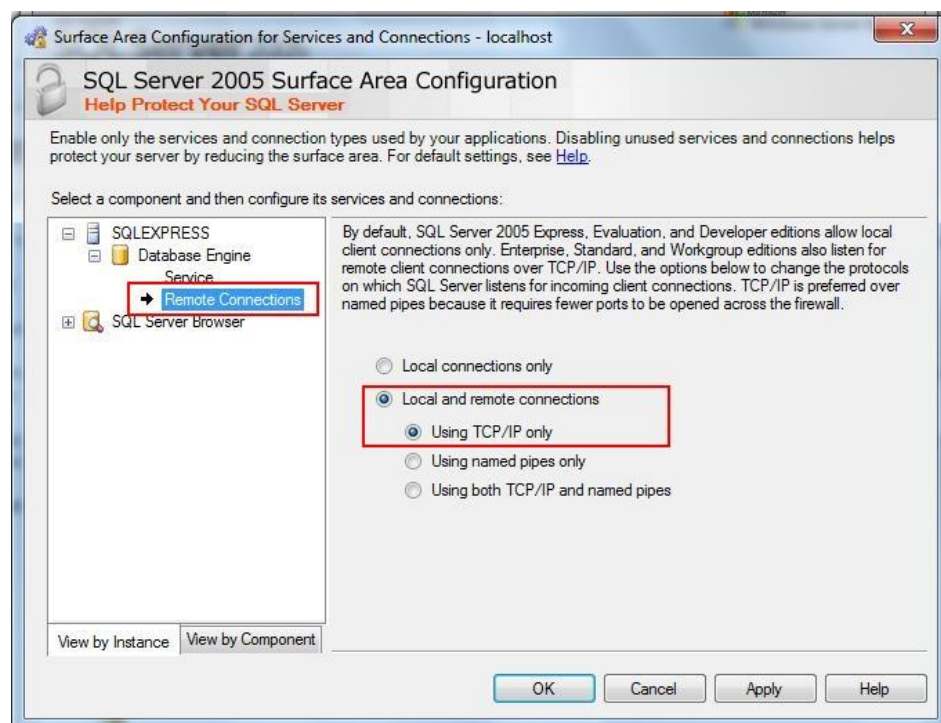 Surface Area Configuration for Services and Connections - localhost
SQL Server 2005 Surface Area Configuration
Help Protect Your SQL Server
Enable only the services and connection types used by your applications. Disabling unused services and connections helps
protect your server by reducing the surface area. For default settings, see Help.
Select a component and then configure its services and connections:
SQLEXPRESS
Database Engine
Service
Remote Connections
SQL Server Browser
View by Instance
View by Component
By default, SQL Server 2005 Express, Evaluation, and Developer editions allow local
client connections only. Enterprise, Standard, and Workgroup editions also listen for
remote client connections over TCP/IP. Use the options below to change the protocols
on which SQL Server listens for incoming client connections. TCP/IP is preferred over
named pipes because it requires fewer ports to be opened across the firewall.
Local connections only
Local and remote connections
Using TCP/IP only
Using named pipes only
Using both TCP/IP and named pipes
OK
Cancel
Apply
Help